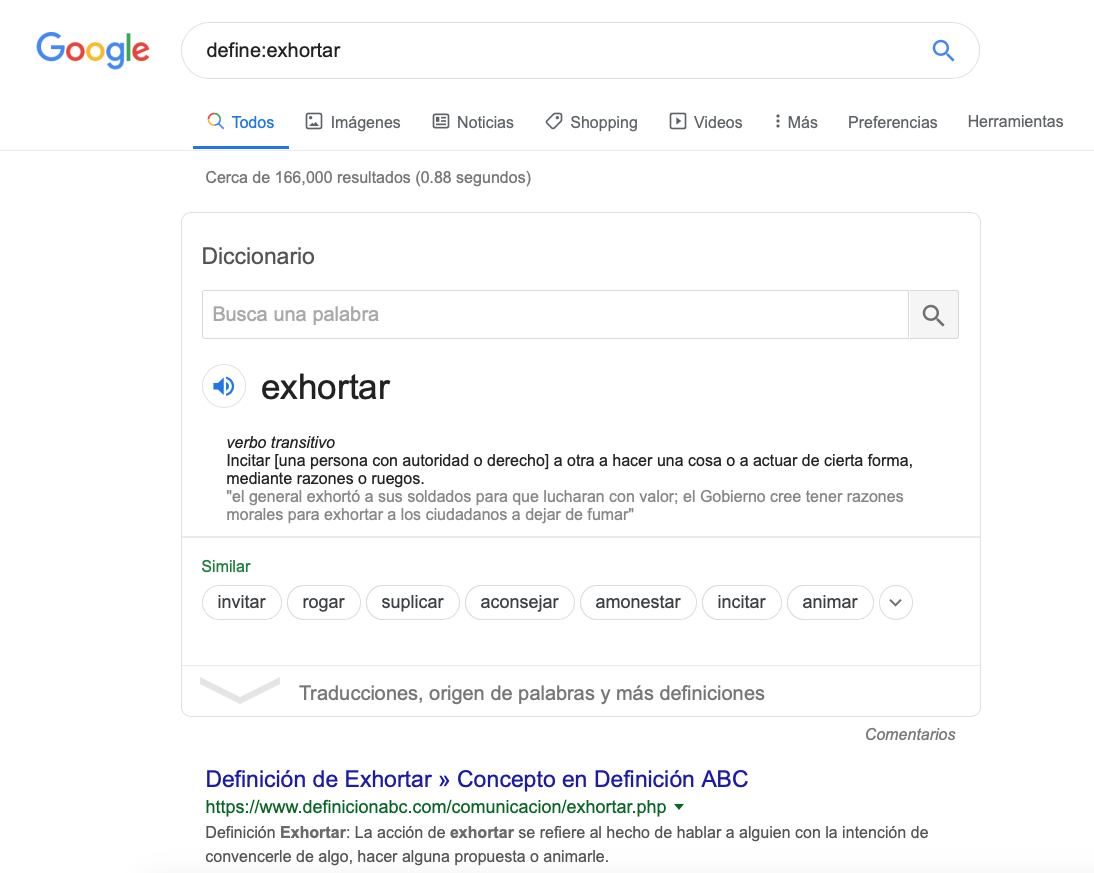 Google
define:exhortar
Todos Imágenes Noticias Shopping Videos Más Preferencias Herramientas
Cerca de 166,000 resultados (0.88 segundos)
Diccionario
Busca una palabra
exhortar
verbo transitivo
Incitar [una persona con autoridad o derecho] a otra a hacer una cosa o a actuar de cierta forma,
mediante razones o ruegos.
"el general exhortó a sus soldados para que lucharan con valor; el Gobierno cree tener razones
morales para exhortar a los ciudadanos a dejar de fumar"
Similar
invitar rogar suplicar aconsejar amonestar incitar animar
Traducciones, origen de palabras y más definiciones
Comentarios
Definición de Exhortar » Concepto en Definición ABC
https://www.definicionabc.com/comunicacion/exhortar.php
Definición Exhortar: La acción de exhortar se refiere al hecho de hablar a alguien con la intención de
convencerle de algo, hacer alguna propuesta o animarle.